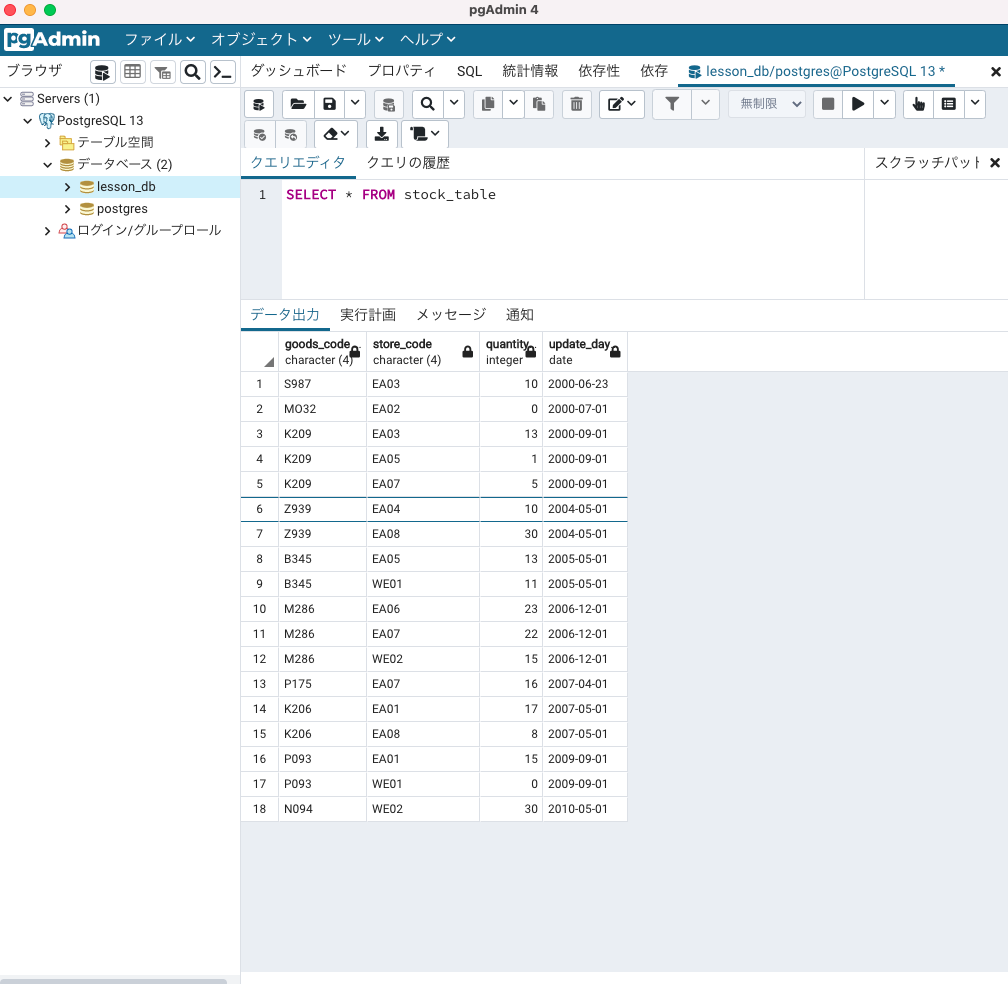 pgAdmin 4
pgAdmin ファイル オブジェクト ツール ヘルプ
ブラウザ
ダッシュボード プロパティ SQL 統計情報 依存性 依存 lesson_db/postgres@PostgreSQL 13 *
Servers (1)
PostgreSQL 13
テーブル空間
データベース (2)
lesson_db
postgres
ログイン/グループロール
無制限
クエリエディタ クエリの履歴 スクラッチパッド
1 SELECT * FROM stock_table
データ出力 実行計画 メッセージ 通知
goods_code store_code quantity update_day
character (4) character (4) integer date
1 S987 EA03 10 2000-06-23
2 MO32 EA02 0 2000-07-01
3 K209 EA03 13 2000-09-01
4 K209 EA05 1 2000-09-01
5 K209 EA07 5 2000-09-01
6 Z939 EA04 10 2004-05-01
7 Z939 EA08 30 2004-05-01
8 B345 EA05 13 2005-05-01
9 B345 WE01 11 2005-05-01
10 M286 EA06 23 2006-12-01
11 M286 EA07 22 2006-12-01
12 M286 WE02 15 2006-12-01
13 P175 EA07 16 2007-04-01
14 K206 EA01 17 2007-05-01
15 K206 EA08 8 2007-05-01
16 P093 EA01 15 2009-09-01
17 P093 WE01 0 2009-09-01
18 N094 WE02 30 2010-05-01